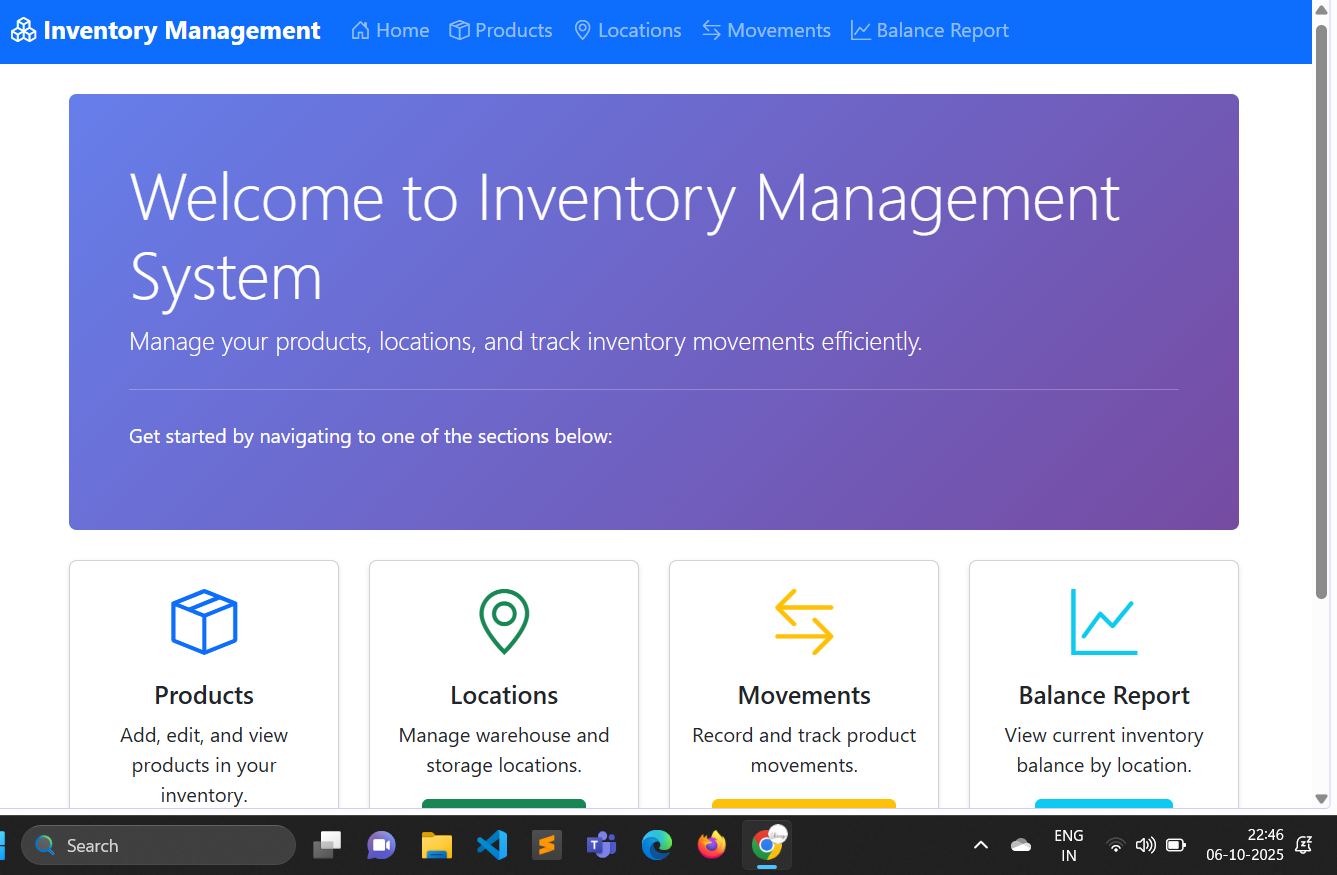 Inventory Management Home Products Locations Movements Balance Report
Welcome to Inventory Management
System
Manage your products, locations, and track inventory movements efficiently.
Get started by navigating to one of the sections below:
Products
Add, edit, and view
products in your
inventory.
Locations
Manage warehouse and
storage locations.
Movements
Record and track product
movements.
Balance Report
View current inventory
balance by location.
Search
ENG
IN
22:46
06-10-2025